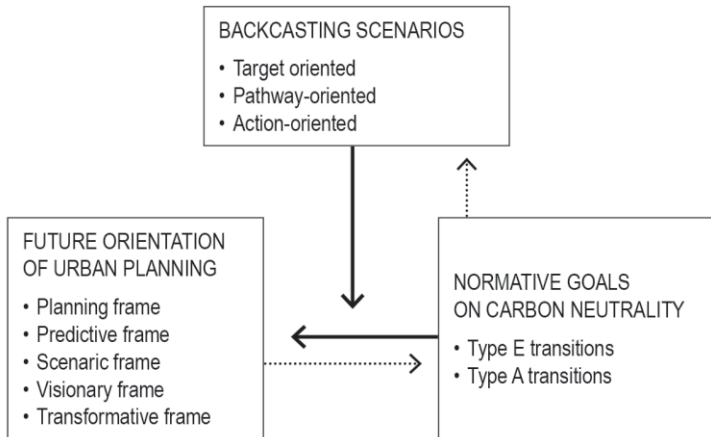 BACKCASTING SCENARIOS
• Target oriented
• Pathway-oriented
• Action-oriented
FUTURE ORIENTATION
OF URBAN PLANNING
• Planning frame
• Predictive frame
• Scenaric frame
• Visionary frame
• Transformative frame
NORMATIVE GOALS
ON CARBON NEUTRALITY
• Type E transitions
• Type A transitions